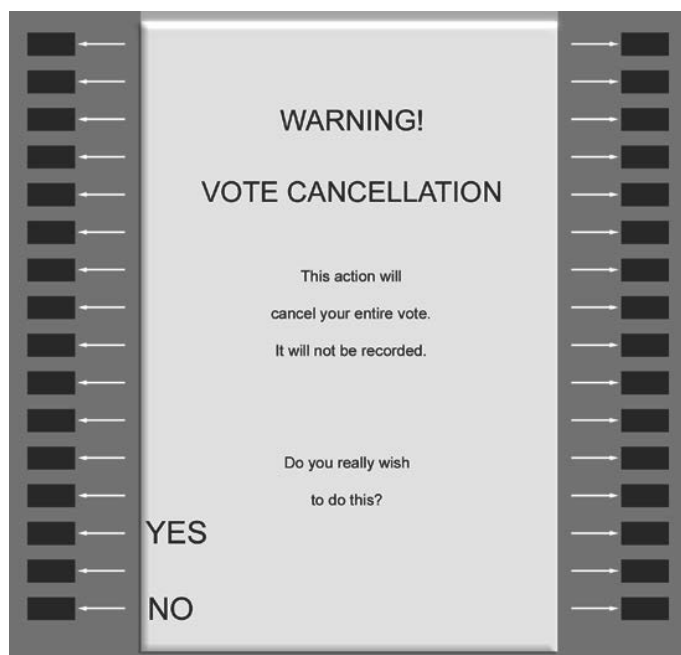 WARNING!
VOTE CANCELLATION
This action will
cancel your entire vote.
It will not be recorded.
Do you really wish
to do this?
YES
NO